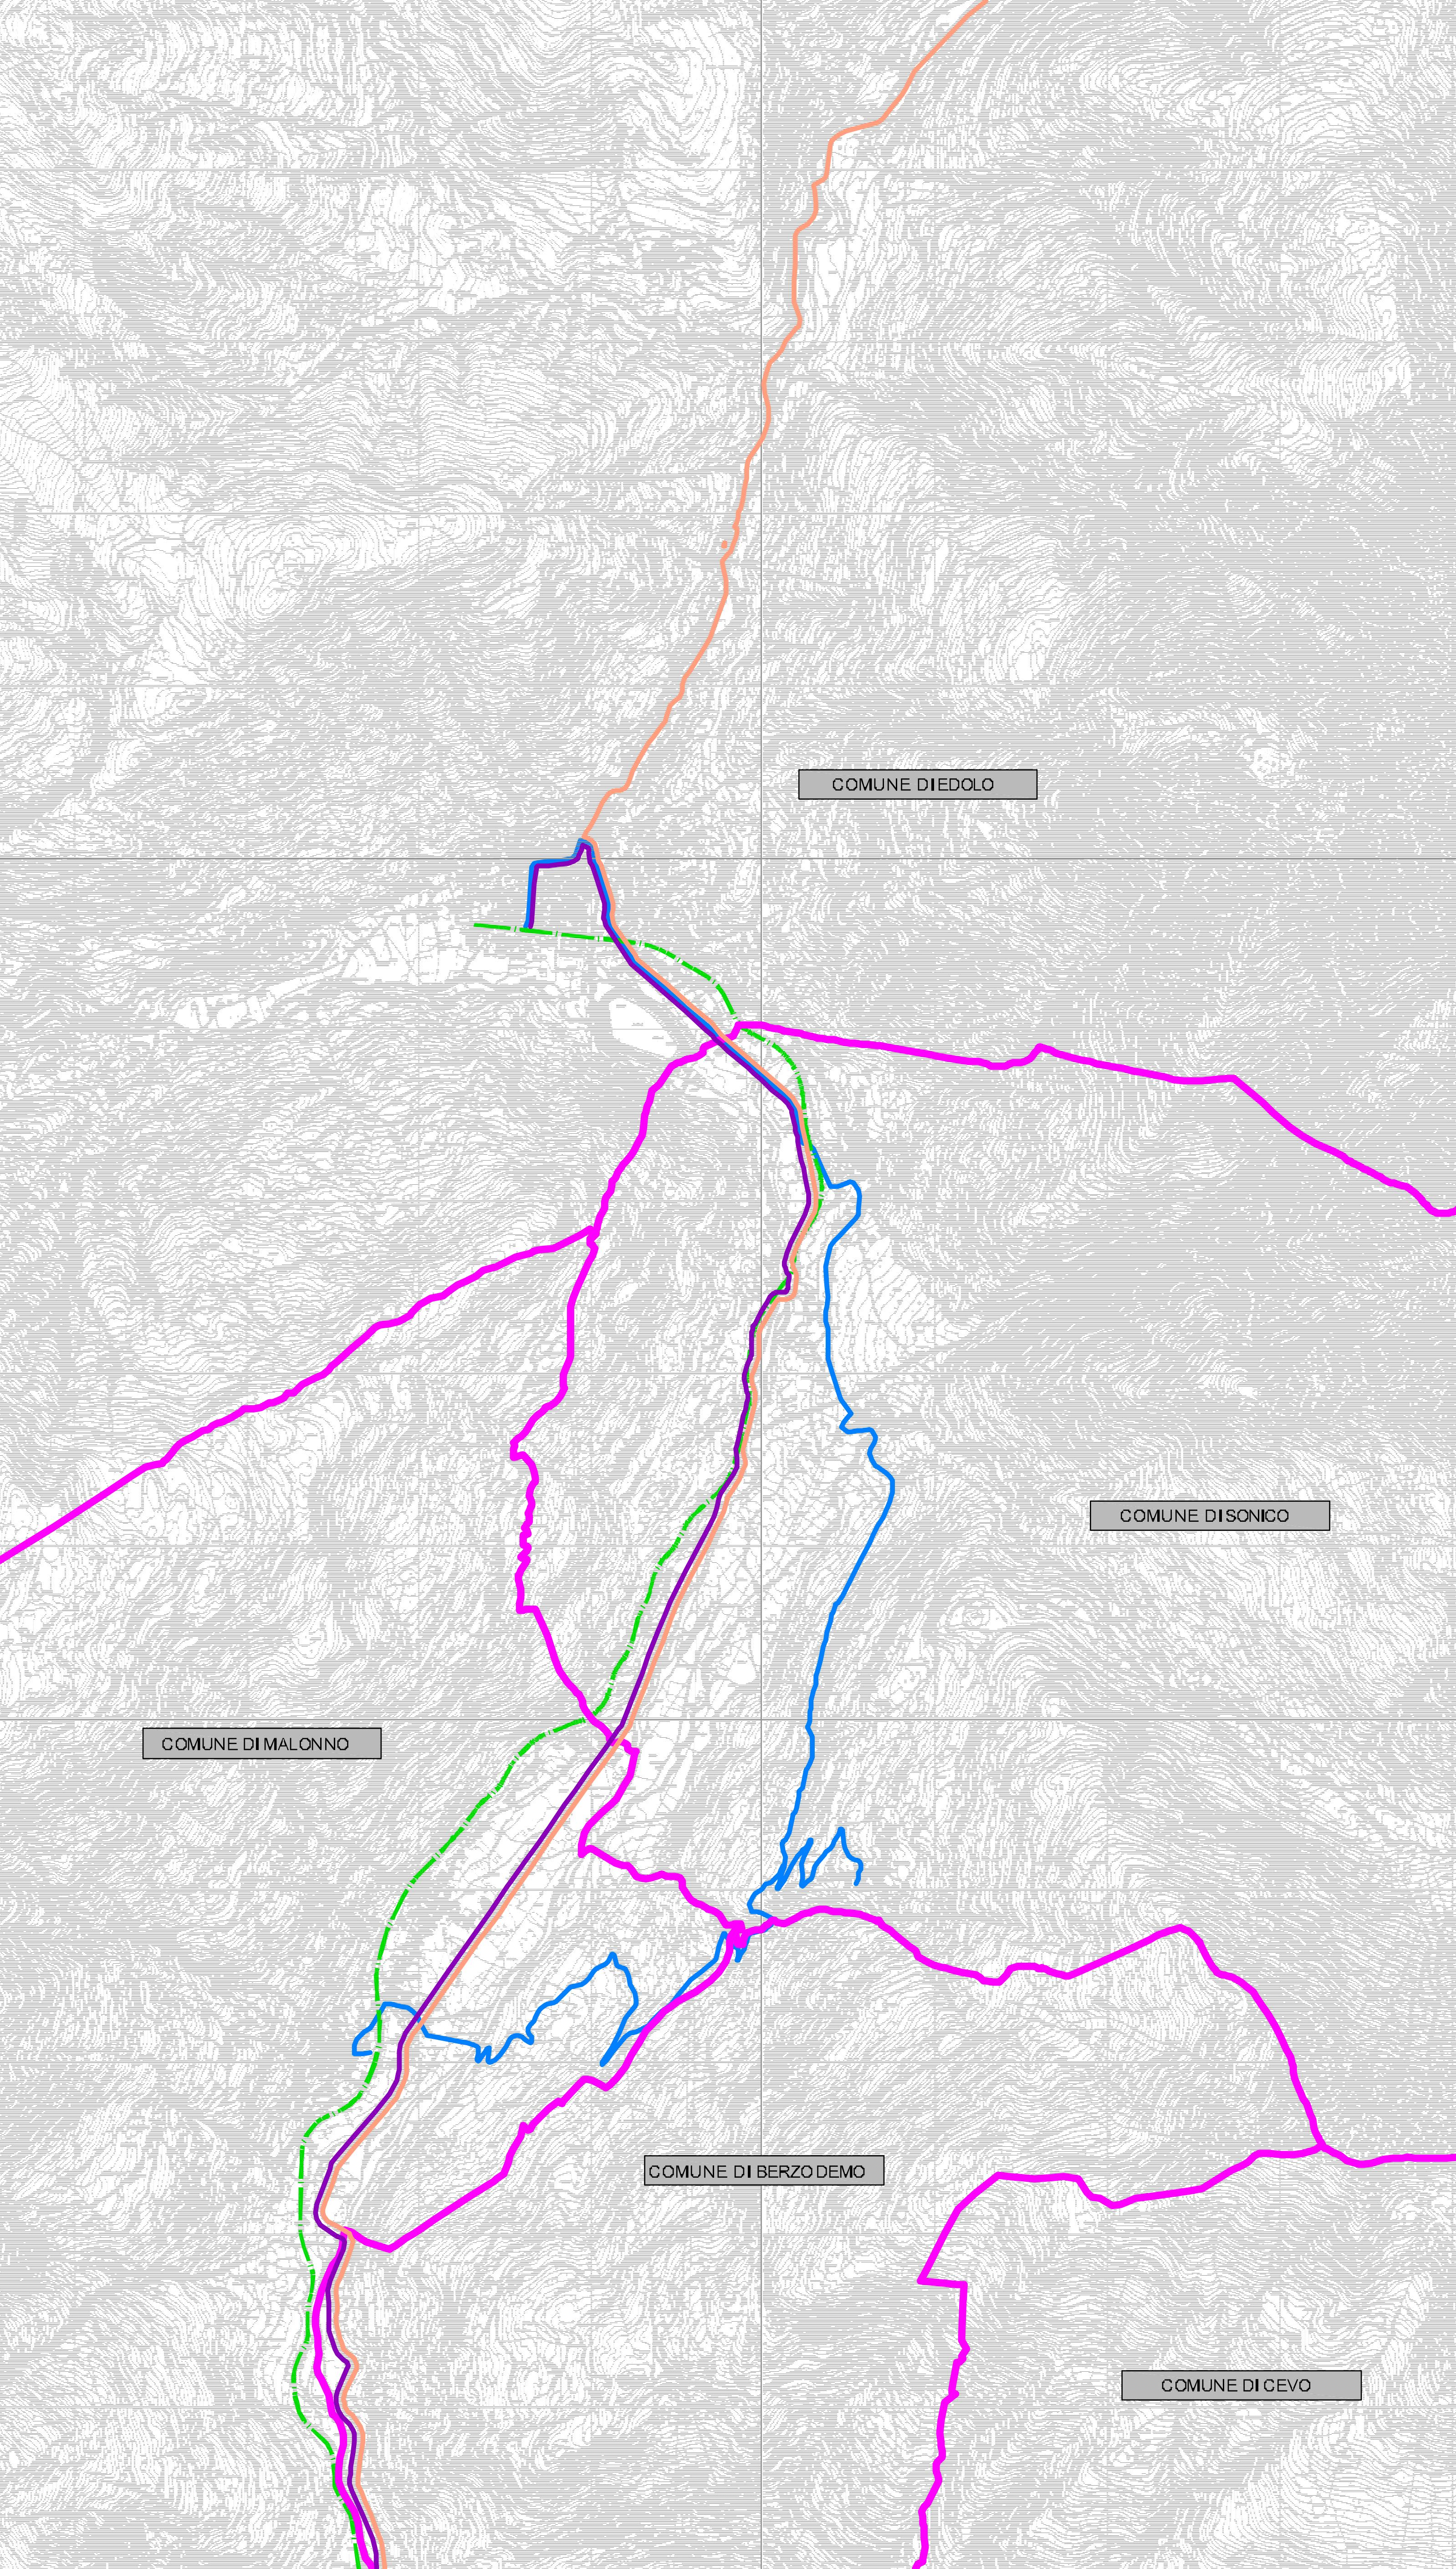 COMUNE DI EDOLO
COMUNE DI SONICO
COMUNE DI MALONNO
COMUNE DI BERZO DEMO
COMUNE DI CEVO